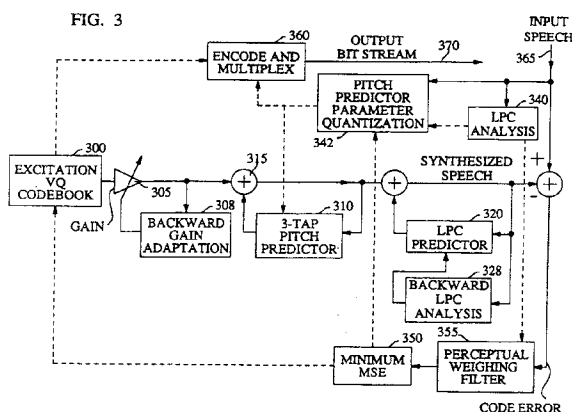 FIG. 3
INPUT
SPEECH
365
360
ENCODE AND
MULTIPLEX
OUTPUT
BIT STREAM
370
PITCH
PREDICTOR
PARAMETER
QUANTIZATION
342
340
LPC
ANALYSIS
300
EXCITATION
VQ
CODEBOOK
305
GAIN
315
SYNTHESIZED
SPEECH
+
-
+
+
308
BACKWARD
GAIN
ADAPTATION
310
3-TAP
PITCH
PREDICTOR
320
LPC
PREDICTOR
328
BACKWARD
LPC
ANALYSIS
350
MINIMUM
MSE
355
PERCEPTUAL
WEIGHING
FILTER
CODE ERROR